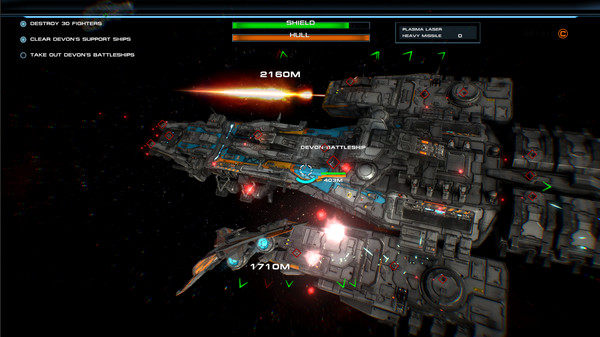 DESTROY 30 FIGHTERS
CLEAR DEVON'S SUPPORT SHIPS
TAKE OUT DEVON'S BATTLESHIPS
SHIELD
HULL
PLASMA LASER
HEAVY MISSILE 0
C
2160M
DEVON BATTLESHIP
403M
1710M